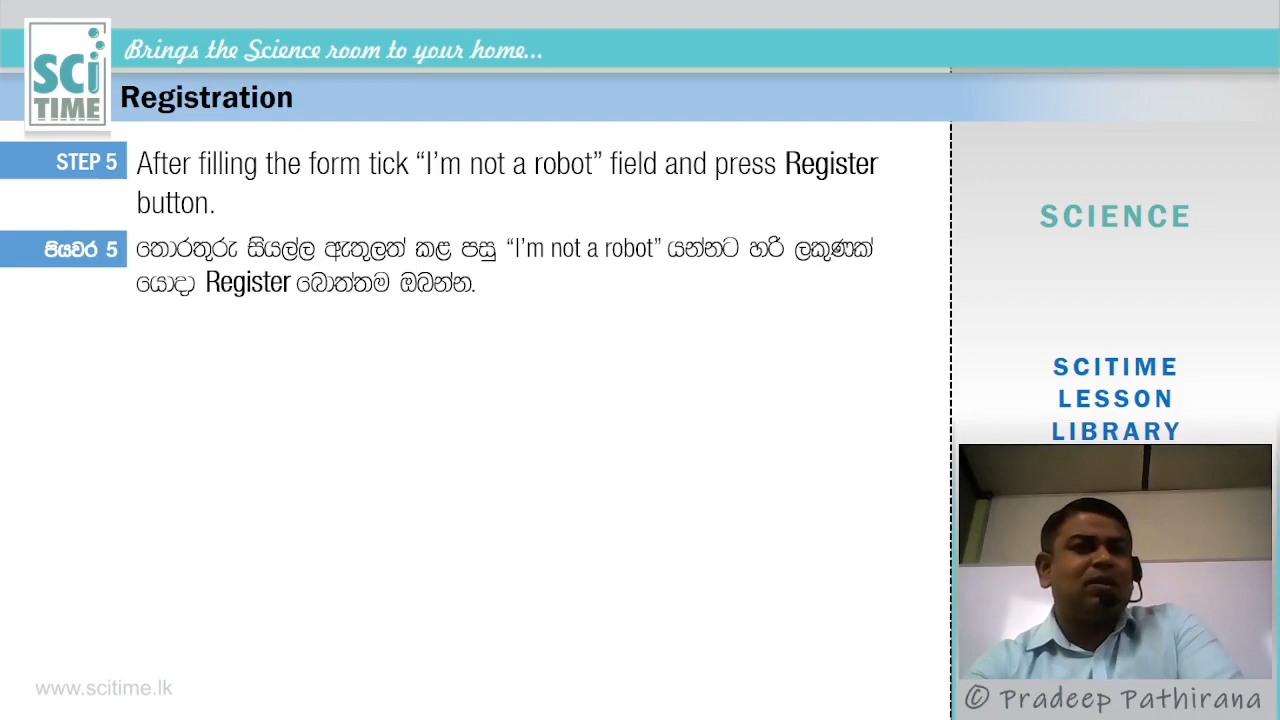 SCi
TIME
Brings the Science room to your home...
Registration
STEP 5
After filling the form tick “I’m not a robot” field and press Register
button.
පියවර 5
තොරතුරු සියල්ල ඇතුලත් කළ පසු “I’m not a robot” යන්නට හරි ලකුණක්
යොදා Register බොත්තම ඔබන්න.
SCIENCE
SCITIME
LESSON
LIBRARY
www.scitime.lk
© Pradeep Pathirana